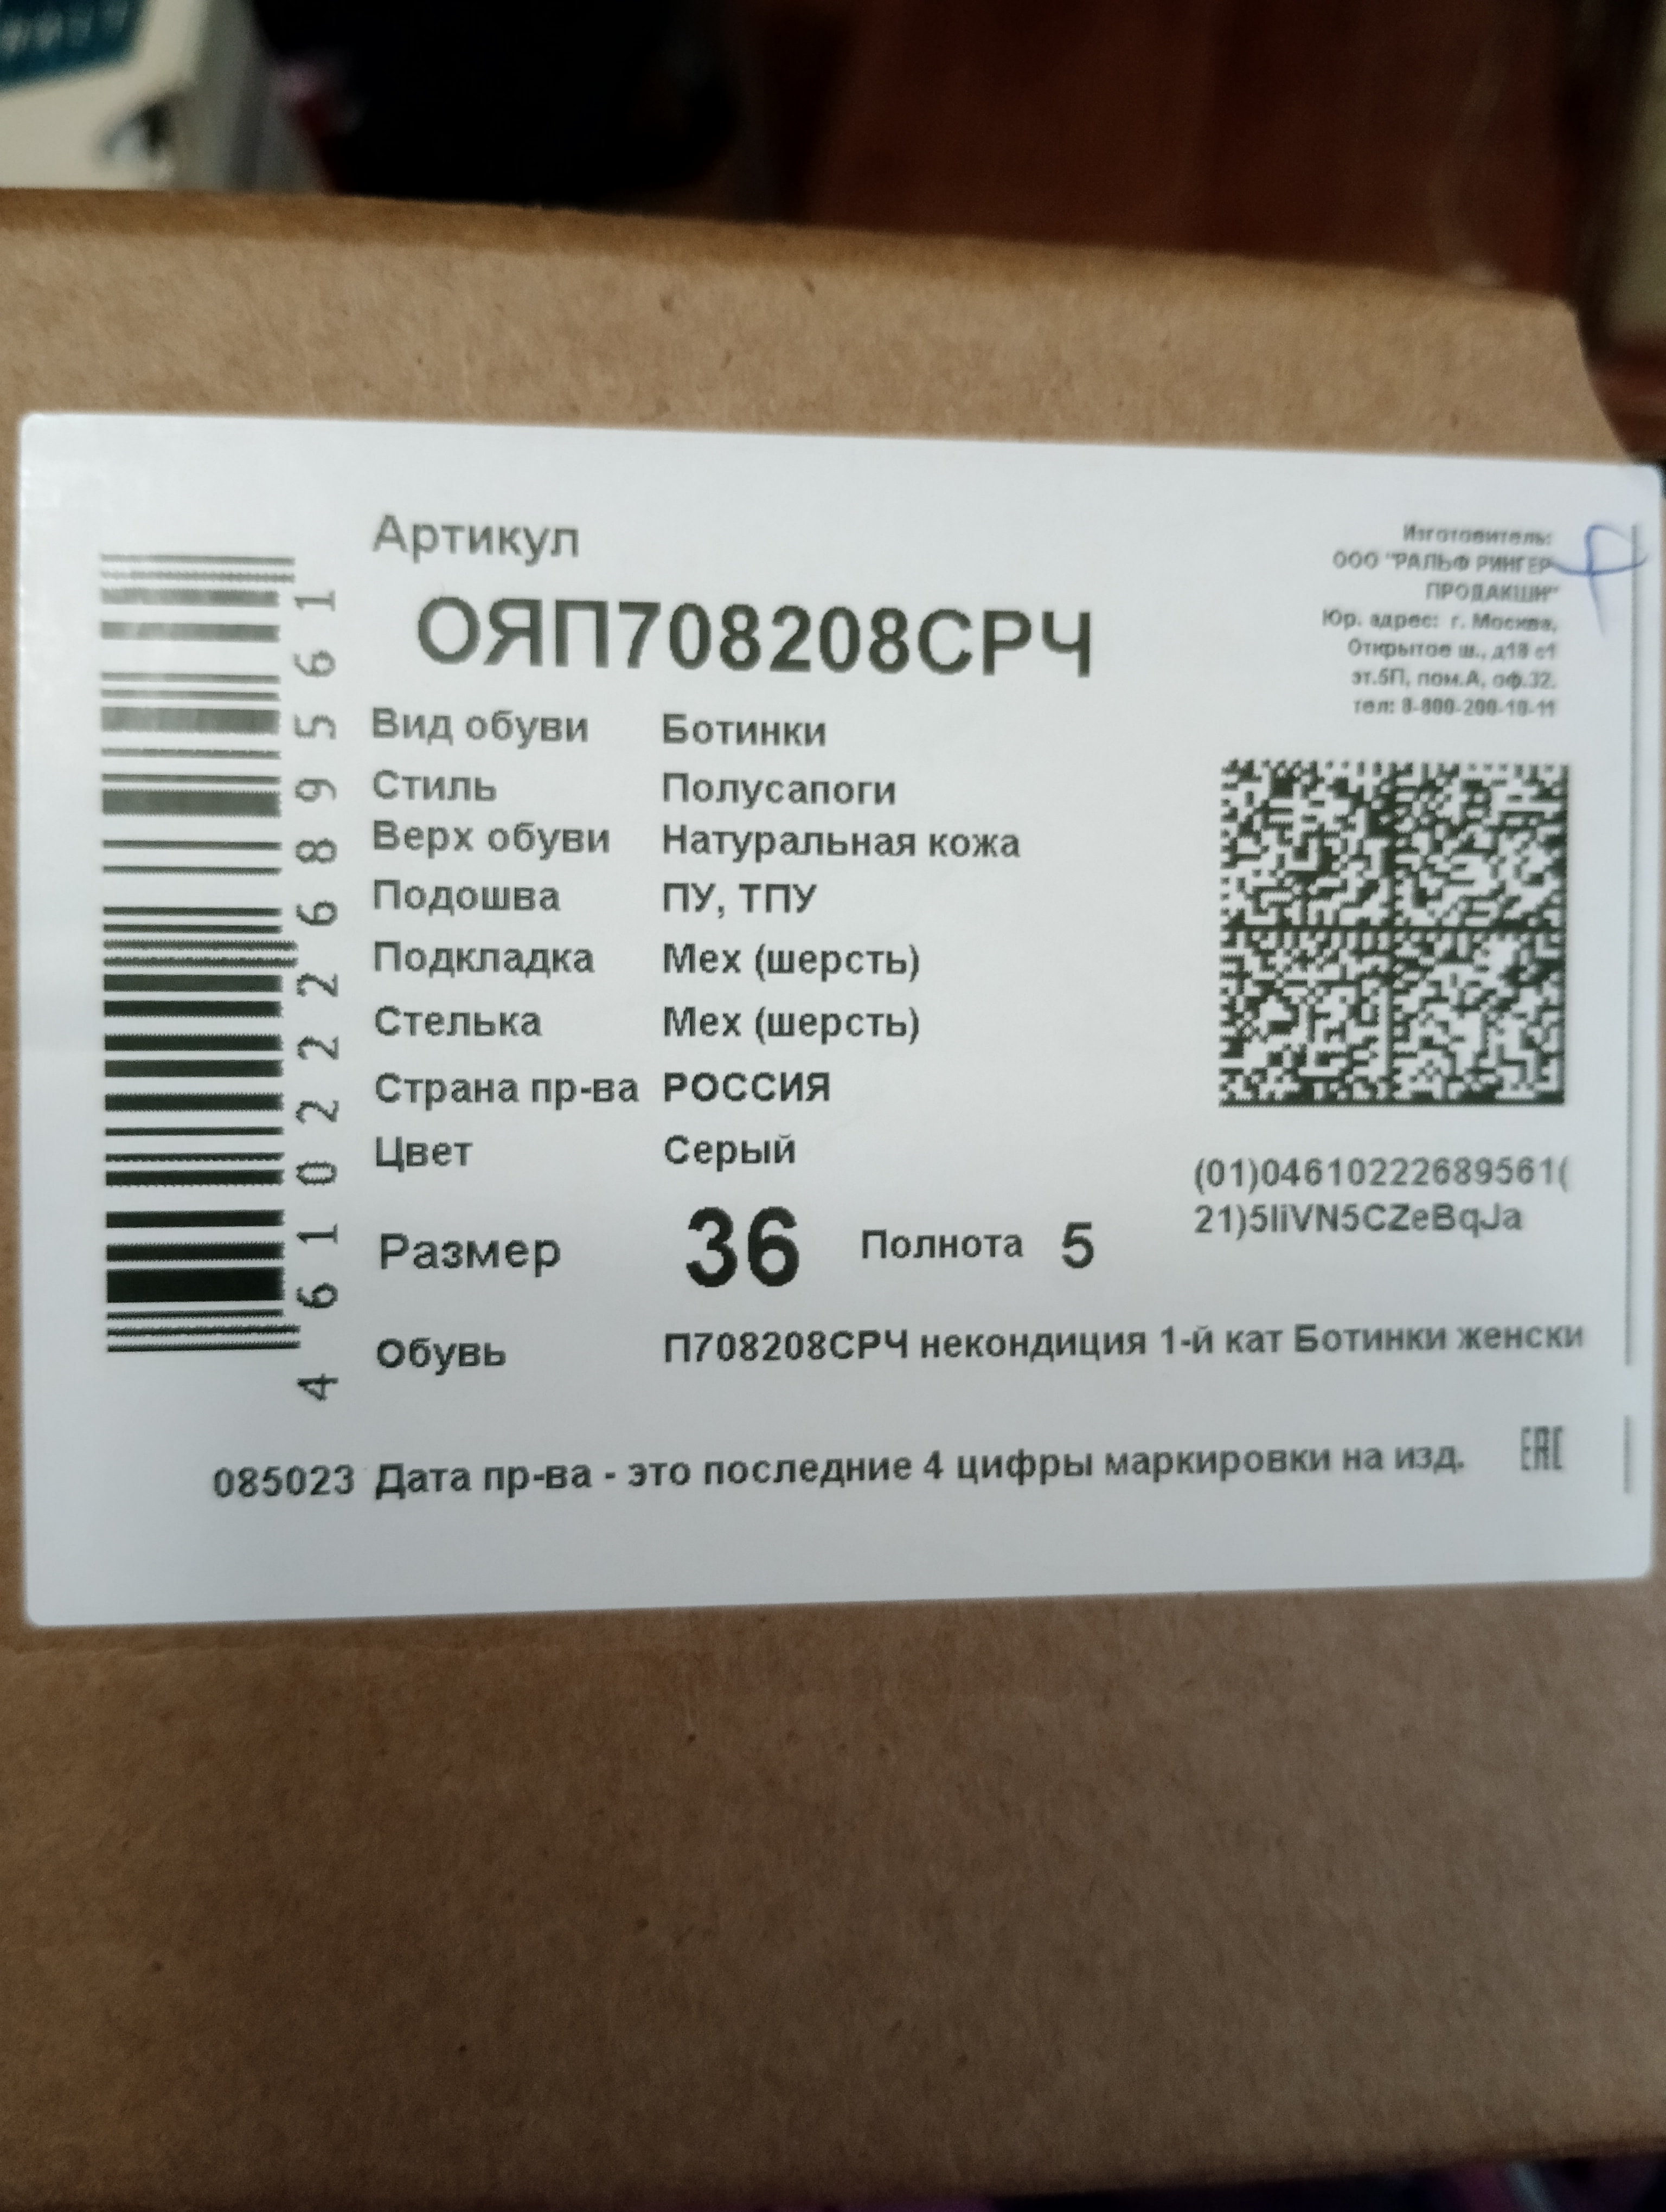 Артикул
ОЯП708208СРЧ
Изготовитель:
ООО "РАЛЬФ РИНГЕР
ПРОДАКШН"
Юр. адрес: г. Москва,
Открытое ш., д18 с1
эт.5П, пом.А, оф.32.
тел: 8-800-200-10-11
Вид обуви Ботинки
Стиль Полусапоги
Верх обуви Натуральная кожа
Подошва ПУ, ТПУ
Подкладка Мех (шерсть)
Стелька Мех (шерсть)
Страна пр-ва РОССИЯ
Цвет Серый
Размер 36 Полнота 5
(01)04610222689561(
21)5IiVN5CZeBqJa
Обувь П708208СРЧ некондиция 1-й кат Ботинки женски
085023 Дата пр-ва - это последние 4 цифры маркировки на изд.
EAC
4 610222 689561